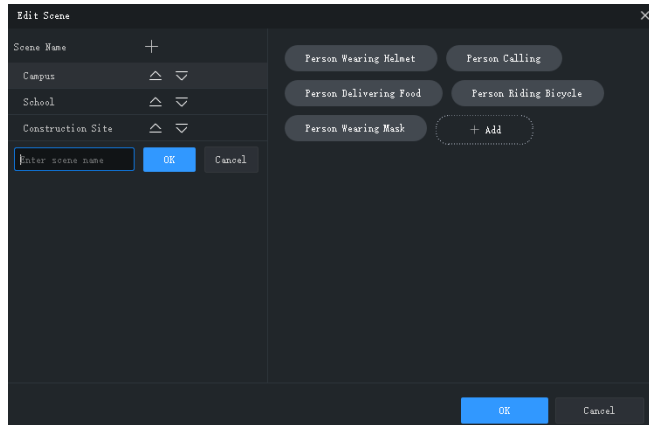 Edit Scene
Scene Name
Campus
School
Construction Site
Enter scene name
OK
Cancel
Person Wearing Helmet
Person Calling
Person Delivering Food
Person Riding Bicycle
Person Wearing Mask
+ Add
OK
Cancel